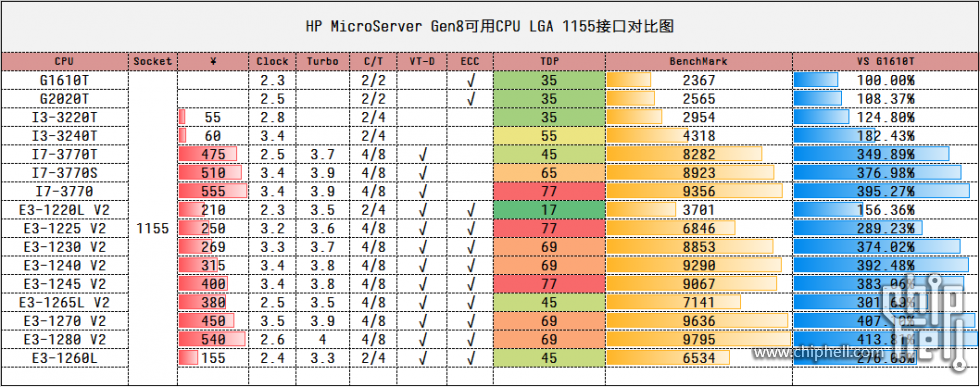 HP MicroServer Gen8可用CPU LGA 1155接口对比图
CPU Socket ¥ Clock Turbo C/T VT-D ECC TDP BenchMark VS G1610T
G1610T 2.3 2/2 √ 35 2367 100.00%
G2020T 2.5 2/2 √ 35 2565 108.37%
I3-3220T 55 2.8 2/4 35 2954 124.80%
I3-3240T 60 3.4 2/4 55 4318 182.43%
I7-3770T 475 2.5 3.7 4/8 √ 45 8282 349.89%
I7-3770S 510 3.4 3.9 4/8 √ 65 8923 376.98%
I7-3770 555 3.4 3.9 4/8 √ 77 9356 395.27%
E3-1220L V2 210 2.3 3.5 2/4 √ √ 17 3701 156.36%
E3-1225 V2 1155 250 3.2 3.6 4/8 √ √ 77 6846 289.23%
E3-1230 V2 269 3.3 3.7 4/8 √ √ 69 8853 374.02%
E3-1240 V2 315 3.4 3.8 4/8 √ √ 69 9290 392.48%
E3-1245 V2 400 3.4 3.8 4/8 √ √ 77 9067 383.06%
E3-1265L V2 380 2.5 3.5 4/8 √ √ 45 7141
E3-1270 V2 450 3.5 3.9 4/8 √ √ 69 9636
E3-1280 V2 540 2.6 4 4/8 √ √ 69 9795
E3-1260L 155 2.4 3.3 2/4 √ √ 45 6534
chip
hell
www.chiphell.com